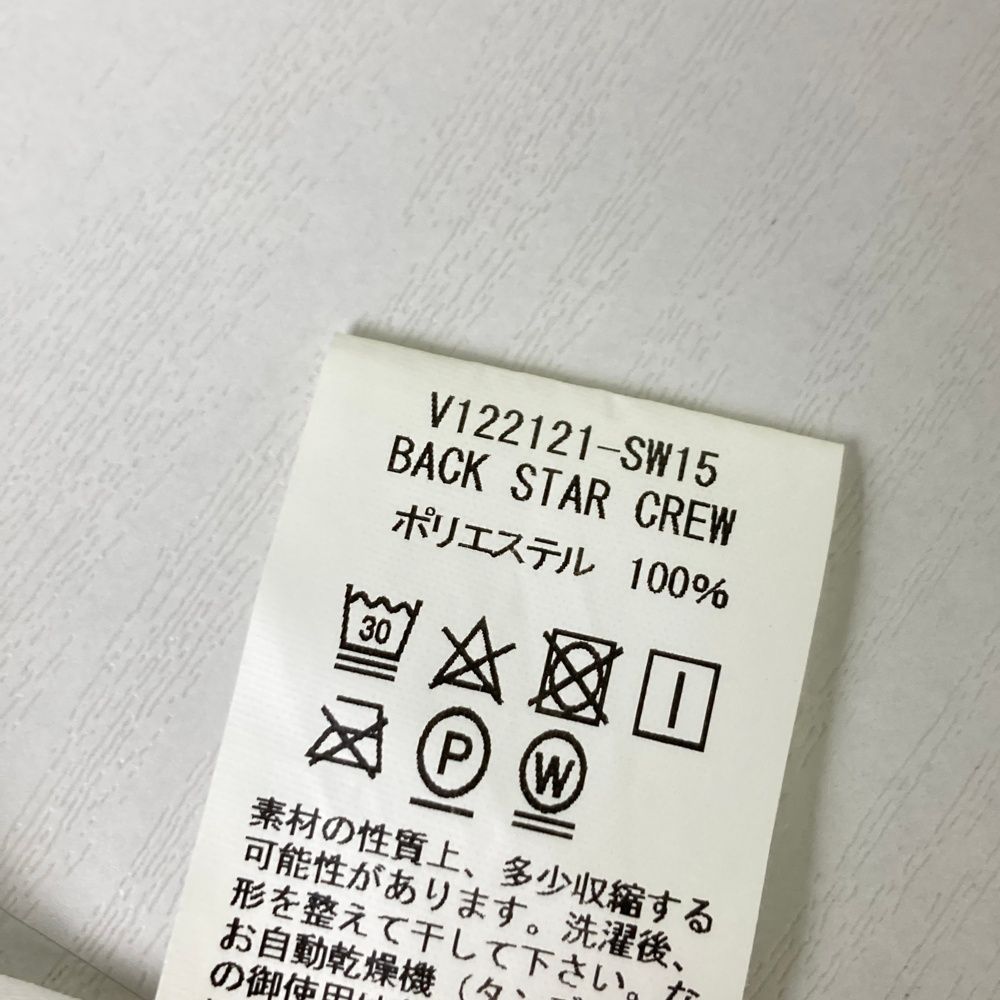 V122121-SW15
BACK STAR CREW
ポリエステル 100%
30
P
W
素材の性質上、多少収縮する
可能性があります。洗濯後、
形を整えて干して下さい。な
お自動乾燥機（タン
の御使用は